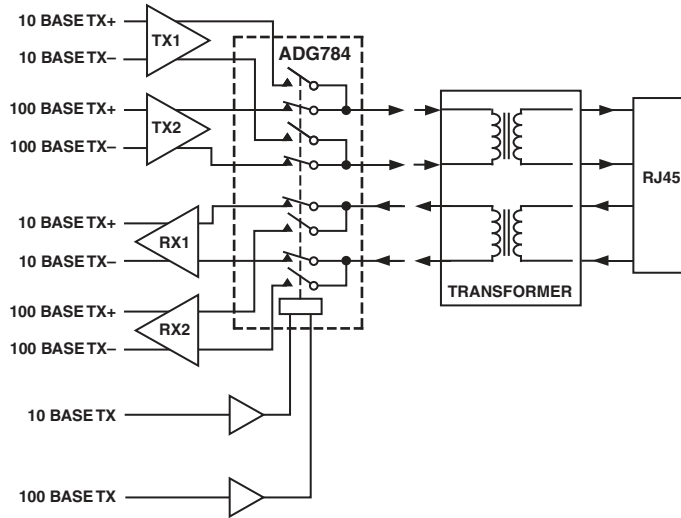 10 BASE TX+
TX1
10 BASE TX–
ADG784
100 BASE TX+
TX2
100 BASE TX–
RJ45
10 BASE TX+
RX1
10 BASE TX–
TRANSFORMER
100 BASE TX+
RX2
100 BASE TX–
10 BASE TX
100 BASE TX